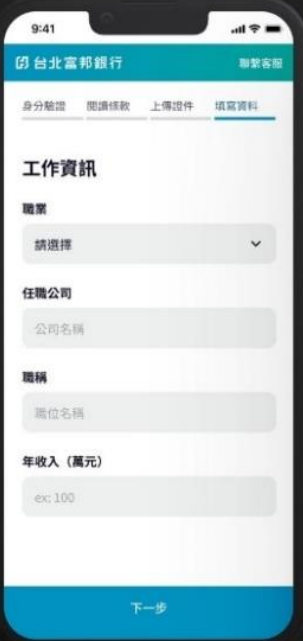 9:41
台北富邦銀行
聯繫客服
身分驗證 閱讀條款 上傳證件 填寫資料
工作資訊
職業
請選擇
任職公司
公司名稱
職稱
職位名稱
年收入（萬元）
ex: 100
下一步